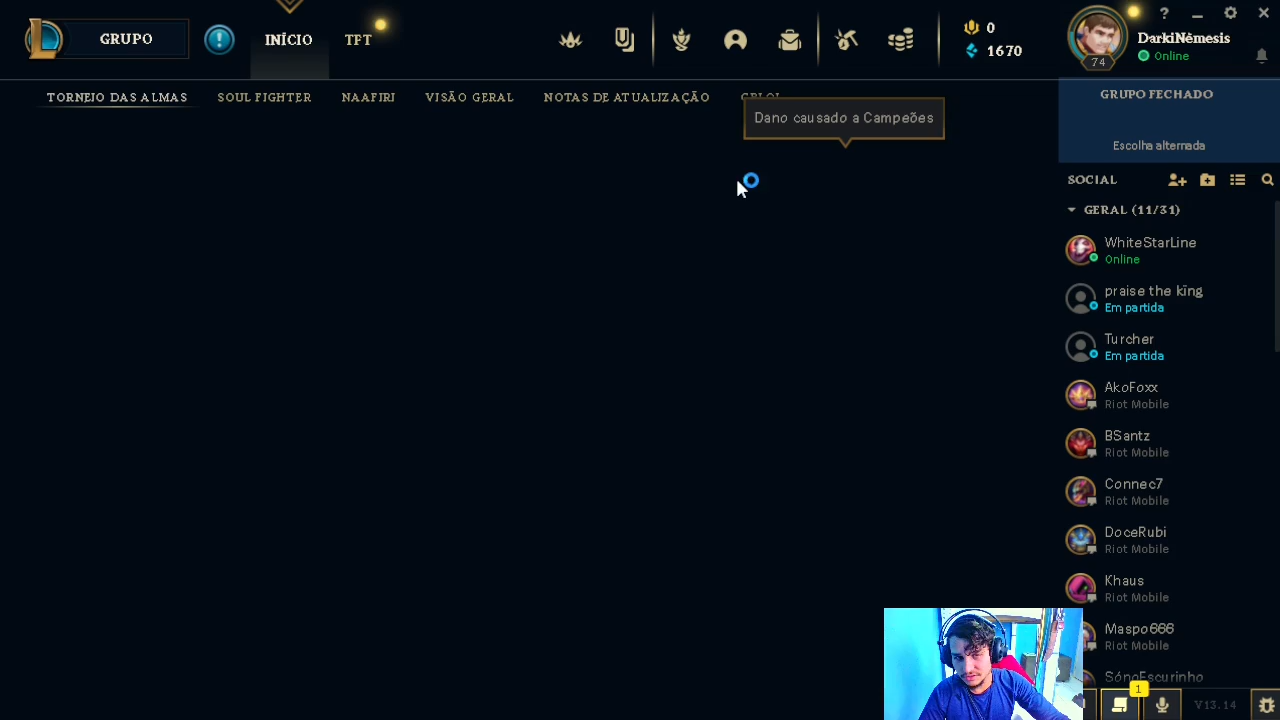 GRUPO
INÍCIO
TFT
0
1670
?
DarkiNêmesis
Online
74
TORNEIO DAS ALMAS
SOUL FIGHTER
NAAFIRI
VISÃO GERAL
NOTAS DE ATUALIZAÇÃO
Dano causado a Campeões
GRUPO FECHADO
Escolha alternada
SOCIAL
GERAL (11/31)
WhiteStarLine
Online
praise the kïng
Em partida
Turcher
Em partida
AkoFoxx
Riot Mobile
BSantz
Riot Mobile
Connec7
Riot Mobile
DoceRubi
Riot Mobile
Khaus
Riot Mobile
Maspo666
Riot Mobile
SónoEscurinho
1
V13.14